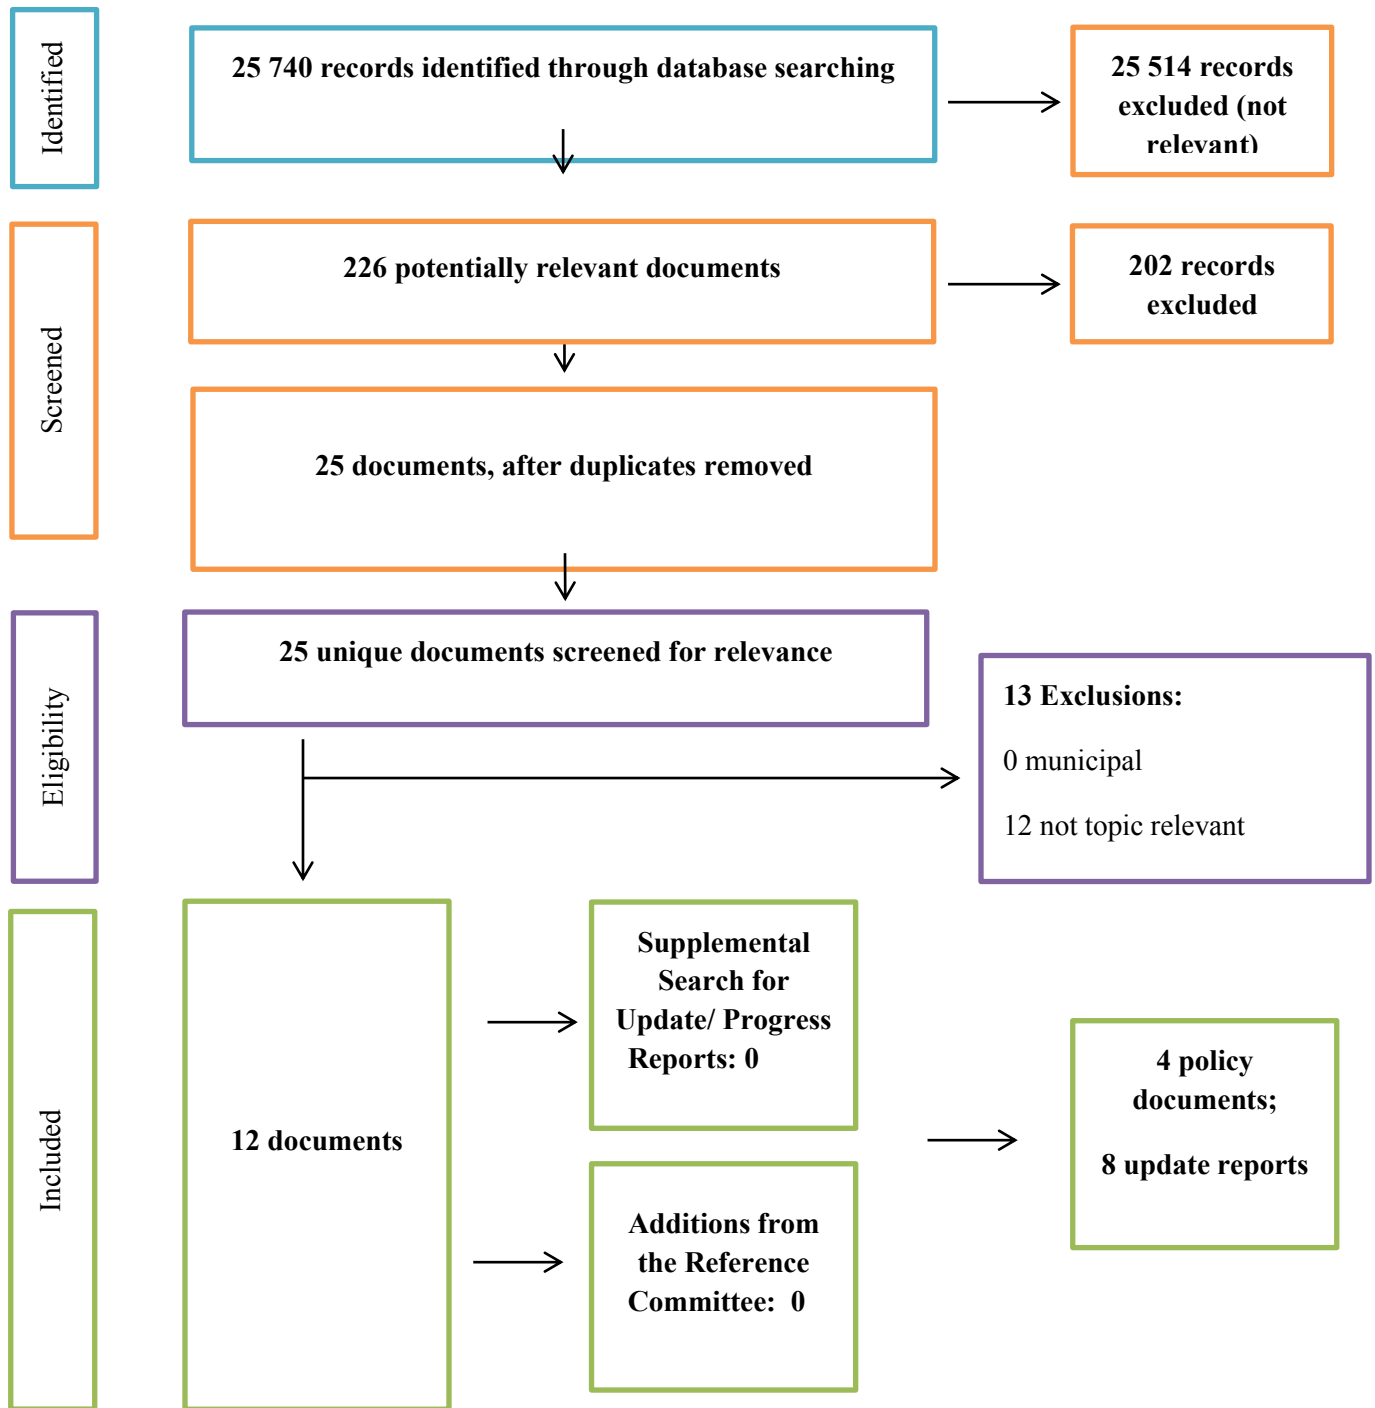 Identified
25 740 records identified through database searching
25 514 records
excluded (not
relevant)
Screened
226 potentially relevant documents
202 records
excluded
25 documents, after duplicates removed
Eligibility
25 unique documents screened for relevance
13 Exclusions:
0 municipal
12 not topic relevant
Included
12 documents
Supplemental
Search for
Update/ Progress
Reports: 0
Additions from
the Reference
Committee: 0
4 policy
documents;
8 update reports